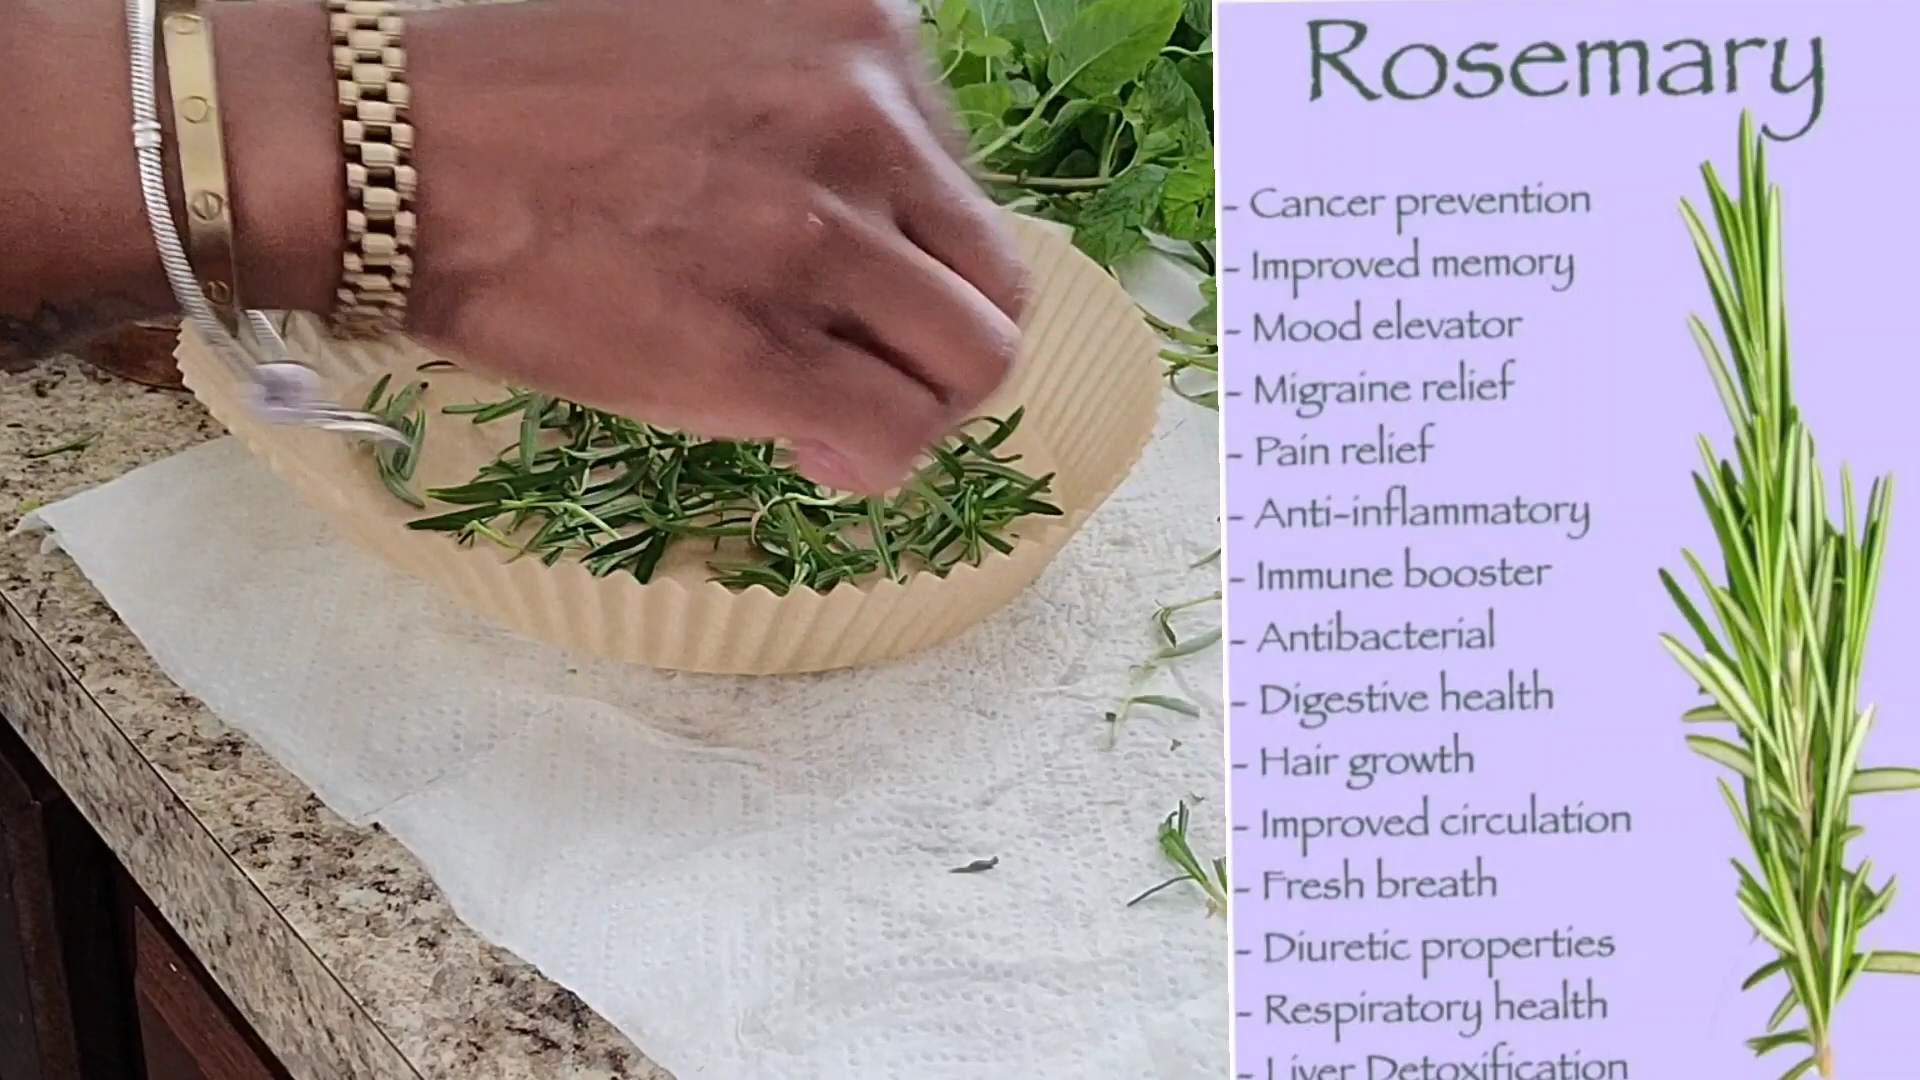 Rosemary
- Cancer prevention
- Improved memory
- Mood elevator
- Migraine relief
- Pain relief
- Anti-inflammatory
- Immune booster
- Antibacterial
- Digestive health
- Hair growth
- Improved circulation
- Fresh breath
- Diuretic properties
- Respiratory health
- Liver Detoxification